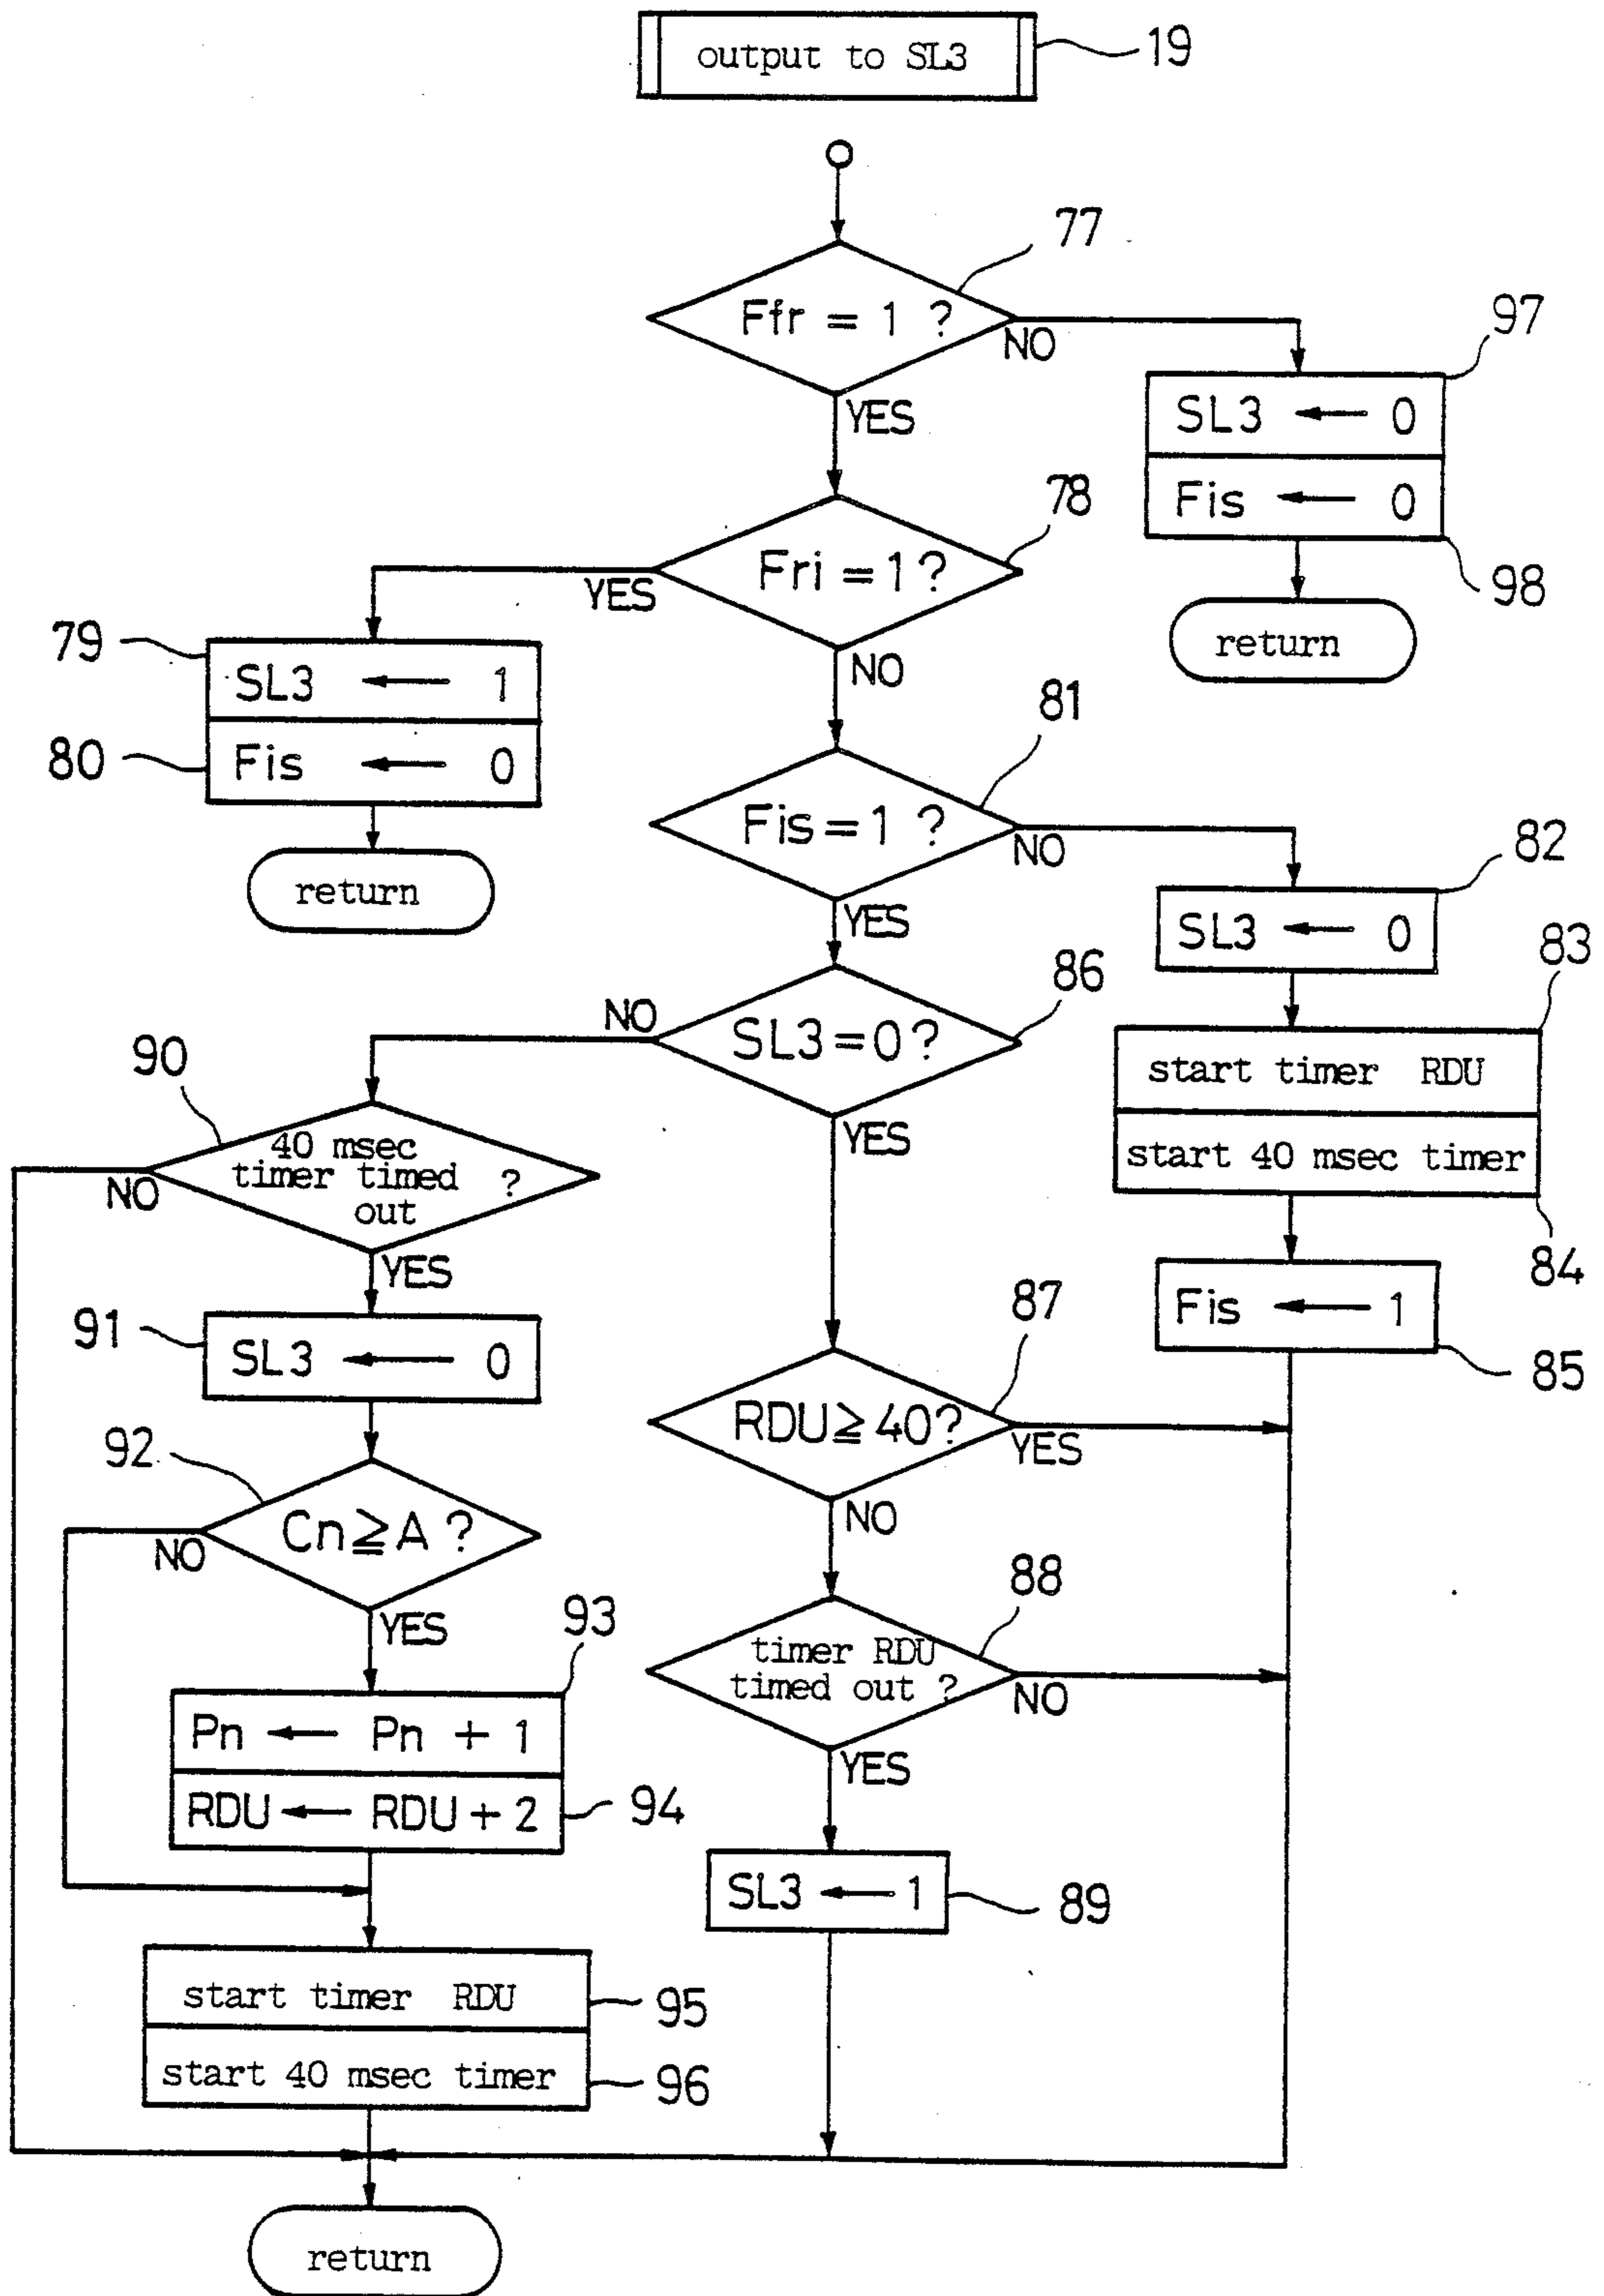 output to SL3
19
77
Ffr = 1 ?
NO
YES
97
SL3 ← 0
Fis ← 0
98
return
78
Fri = 1 ?
YES
NO
79
SL3 ← 1
80
Fis ← 0
return
81
Fis = 1 ?
NO
YES
82
SL3 ← 0
83
start timer RDU
start 40 msec timer
84
Fis ← 1
85
86
SL3 = 0 ?
NO
YES
90
40 msec
timer timed ?
out
NO
YES
91
SL3 ← 0
92
Cn ≧ A ?
NO
YES
93
Pn ← Pn + 1
RDU ← RDU + 2
94
start timer RDU
95
start 40 msec timer
96
87
RDU ≧ 40 ?
YES
NO
88
timer RDU
timed out ?
NO
YES
SL3 ← 1
89
return